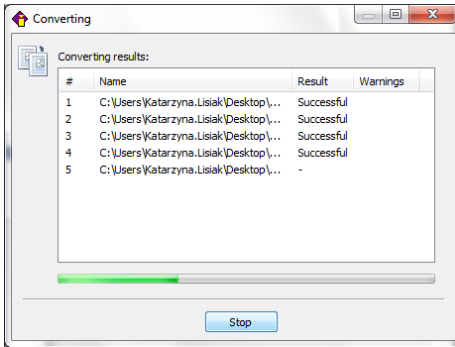 Converting
Converting results:
# Name Result Warnings
1 C:\Users\Katarzyna.Lisiak\Desktop\... Successful
2 C:\Users\Katarzyna.Lisiak\Desktop\... Successful
3 C:\Users\Katarzyna.Lisiak\Desktop\... Successful
4 C:\Users\Katarzyna.Lisiak\Desktop\... Successful
5 C:\Users\Katarzyna.Lisiak\Desktop\... -
Stop